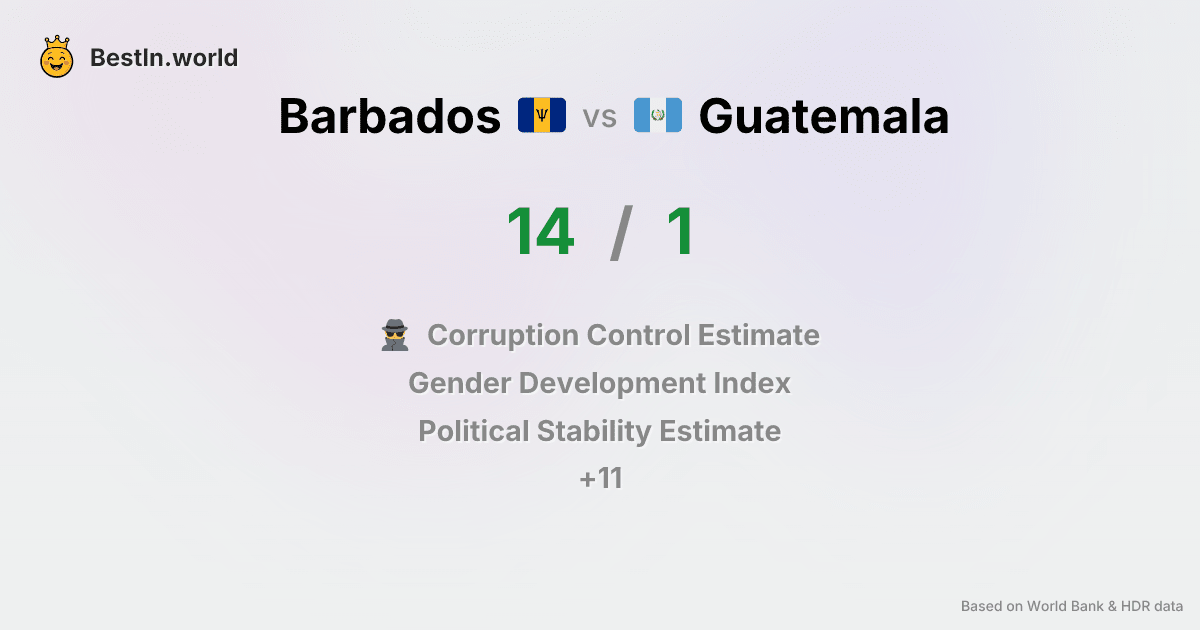 BestIn.world
Barbados vs Guatemala
14 / 1
Corruption Control Estimate
Gender Development Index
Political Stability Estimate
+11
Based on World Bank & HDR data